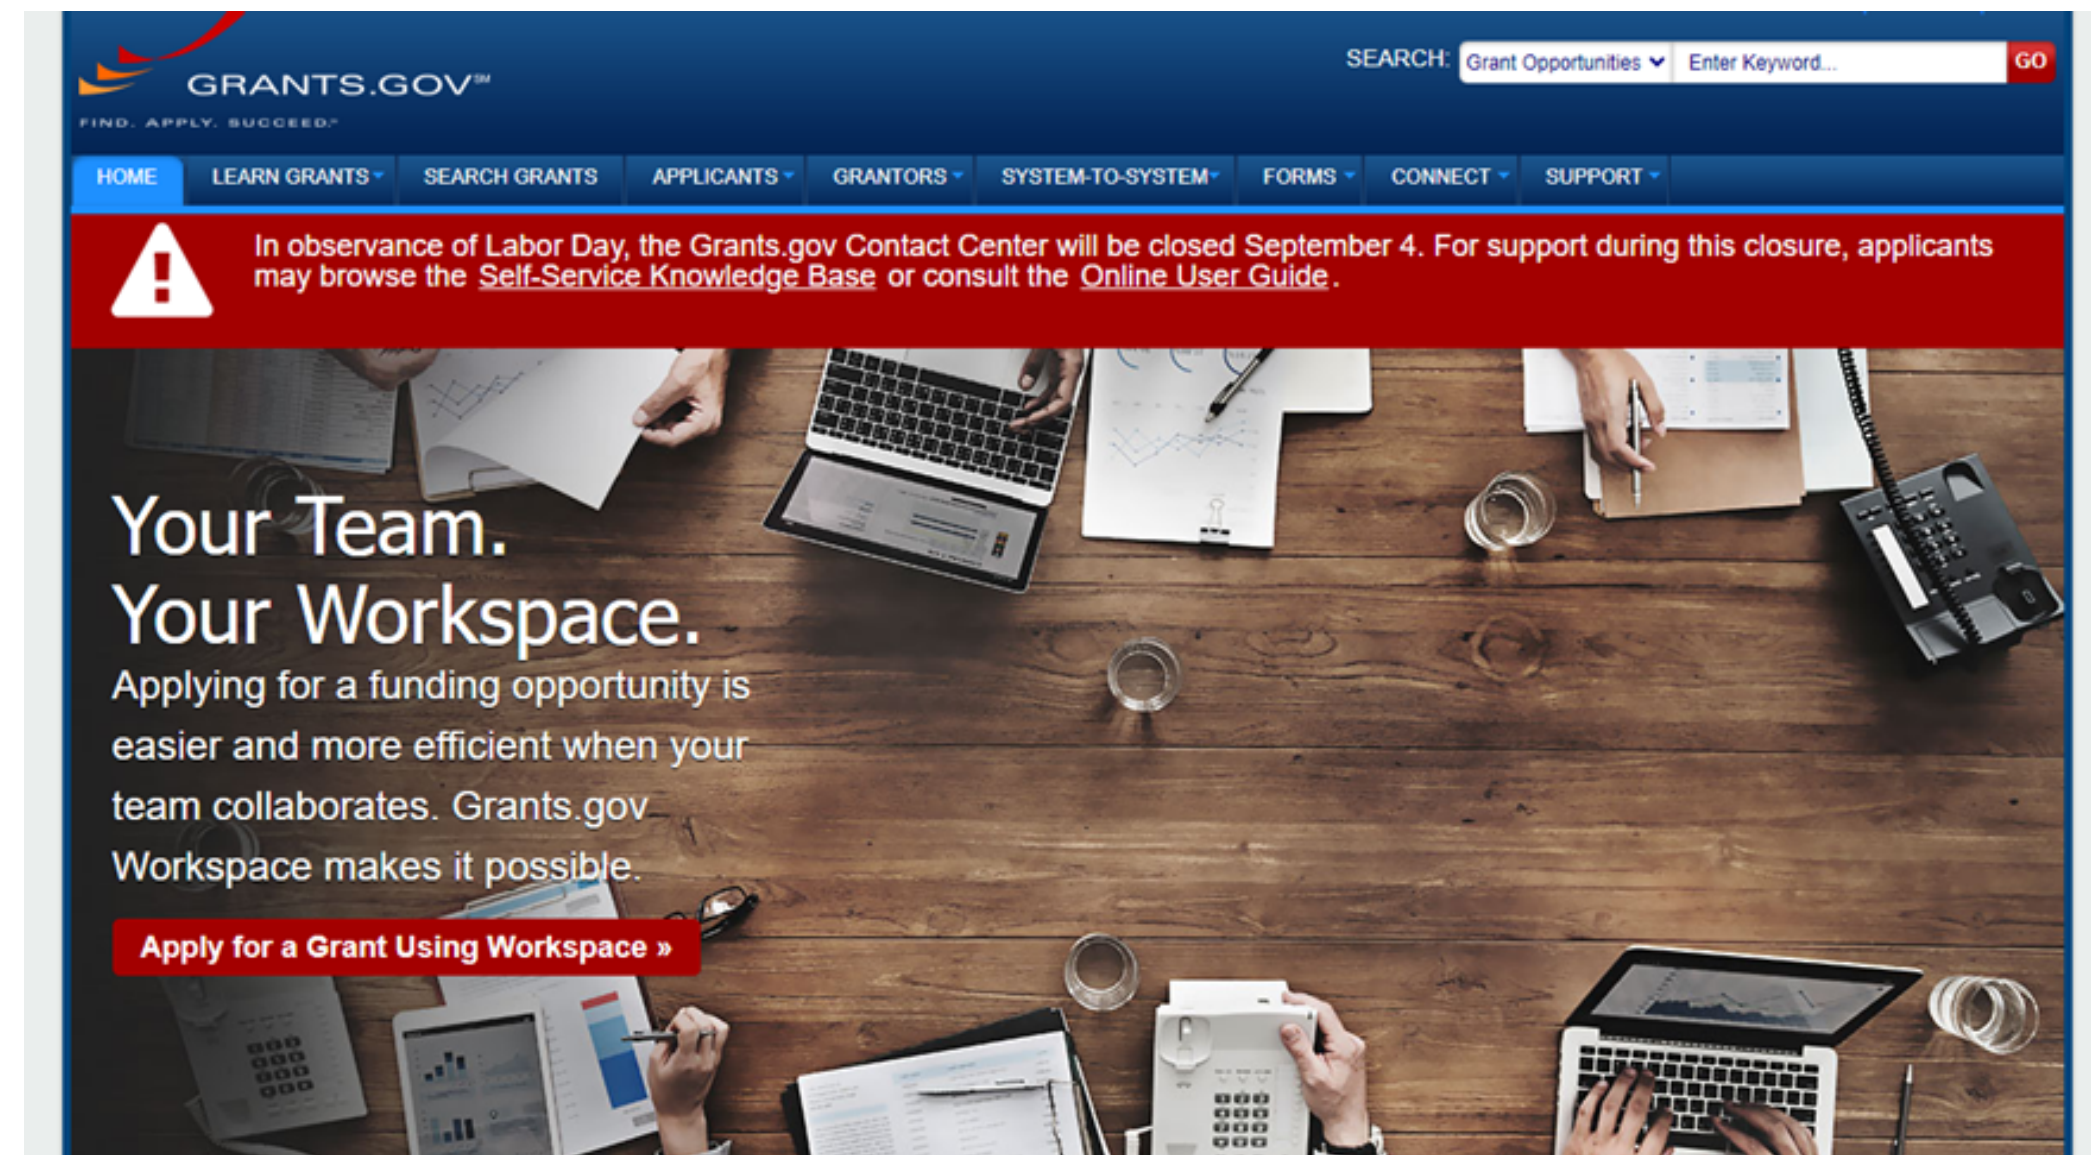 GRANTS.GOV℠
FIND. APPLY. SUCCEED.℠
SEARCH: Grant Opportunities Enter Keyword... GO
HOME LEARN GRANTS SEARCH GRANTS APPLICANTS GRANTORS SYSTEM-TO-SYSTEM FORMS CONNECT SUPPORT
In observance of Labor Day, the Grants.gov Contact Center will be closed September 4. For support during this closure, applicants
may browse the Self-Service Knowledge Base or consult the Online User Guide.
Your Team.
Your Workspace.
Applying for a funding opportunity is
easier and more efficient when your
team collaborates. Grants.gov
Workspace makes it possible.
Apply for a Grant Using Workspace »